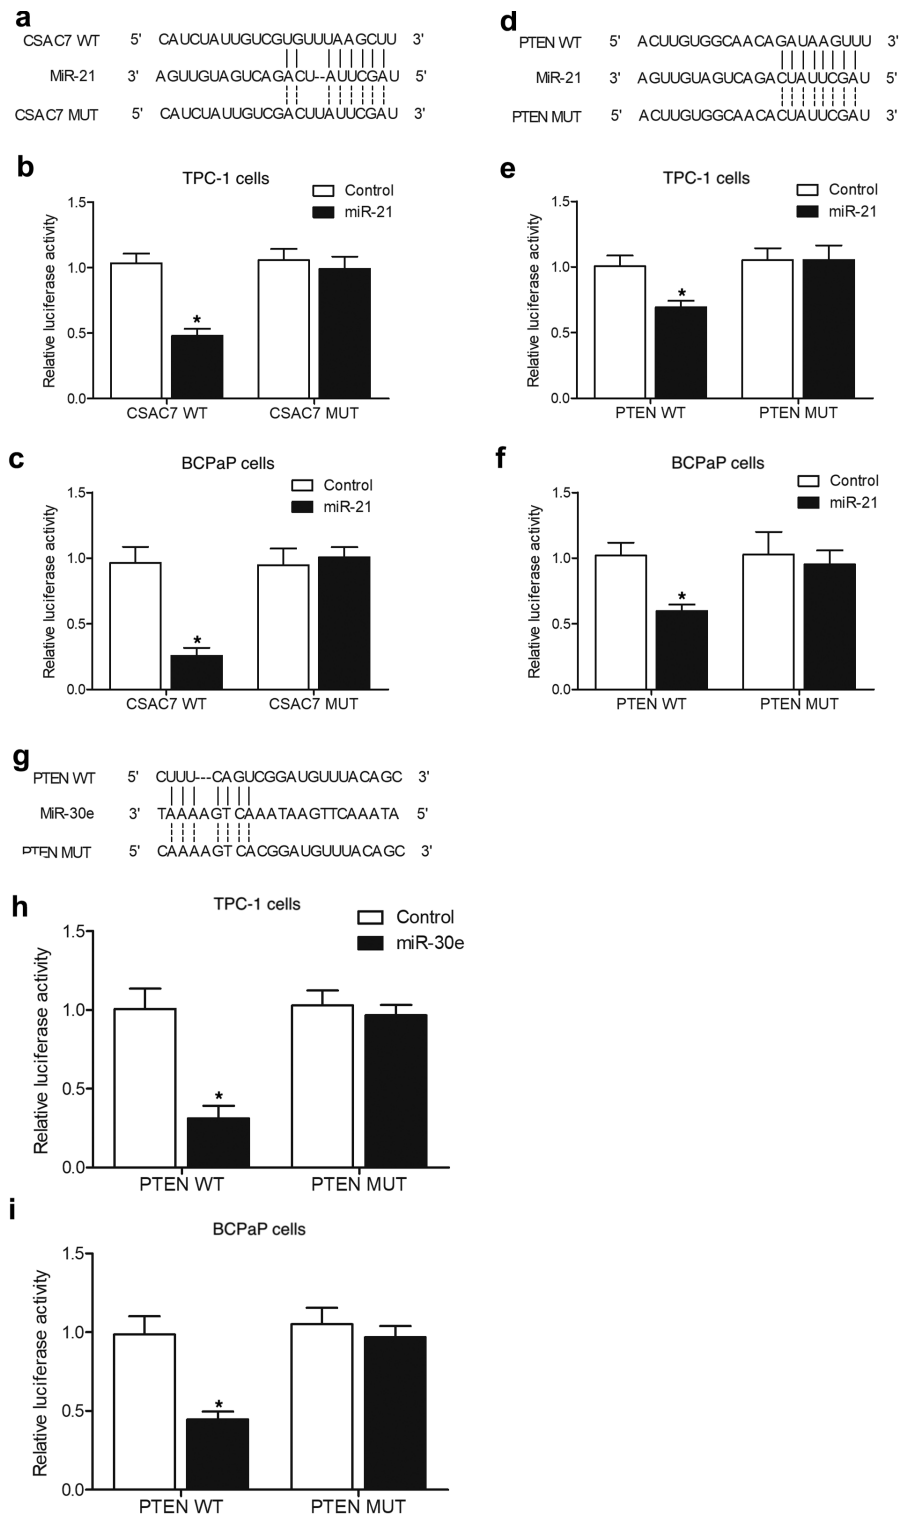 a
CSAC7 WT 5' CAUCUAUUGUCGUGUUUAAGCUU 3'
MiR-21 3' AGUUGUAGUCAGACU--AUUCGAU 5'
CSAC7 MUT 5' CAUCUAUUGUCGACUUAUUCGAU 3'
b
TPC-1 cells
Control
miR-21
Relative luciferase activity
1.5
1.0
0.5
0.0
*
CSAC7 WT CSAC7 MUT
c
BCPaP cells
Control
miR-21
Relative luciferase activity
1.5
1.0
0.5
0.0
*
CSAC7 WT CSAC7 MUT
d
PTEN WT 5' ACUUGUGGCAACAGAUAAGUUU 3'
MiR-21 3' AGUUGUAGUCAGACUAUUCGAU 5'
PTEN MUT 5' ACUUGUGGCAACACUAUUCGAU 3'
e
TPC-1 cells
Control
miR-21
Relative luciferase activity
1.5
1.0
0.5
0.0
*
PTEN WT PTEN MUT
f
BCPaP cells
Control
miR-21
Relative luciferase activity
1.5
1.0
0.5
0.0
*
PTEN WT PTEN MUT
g
PTEN WT 5' CUUU---CAGUCGGAUGUUUACAGC 3'
MiR-30e 3' TAAAAGT CAAATAAGTTCAAATA 5'
PTEN MUT 5' CAAAAGT CACGGAUGUUUACAGC 3'
h
TPC-1 cells
Control
miR-30e
Relative luciferase activity
1.5
1.0
0.5
0.0
*
PTEN WT PTEN MUT
i
BCPaP cells
Relative luciferase activity
1.5
1.0
0.5
0.0
*
PTEN WT PTEN MUT